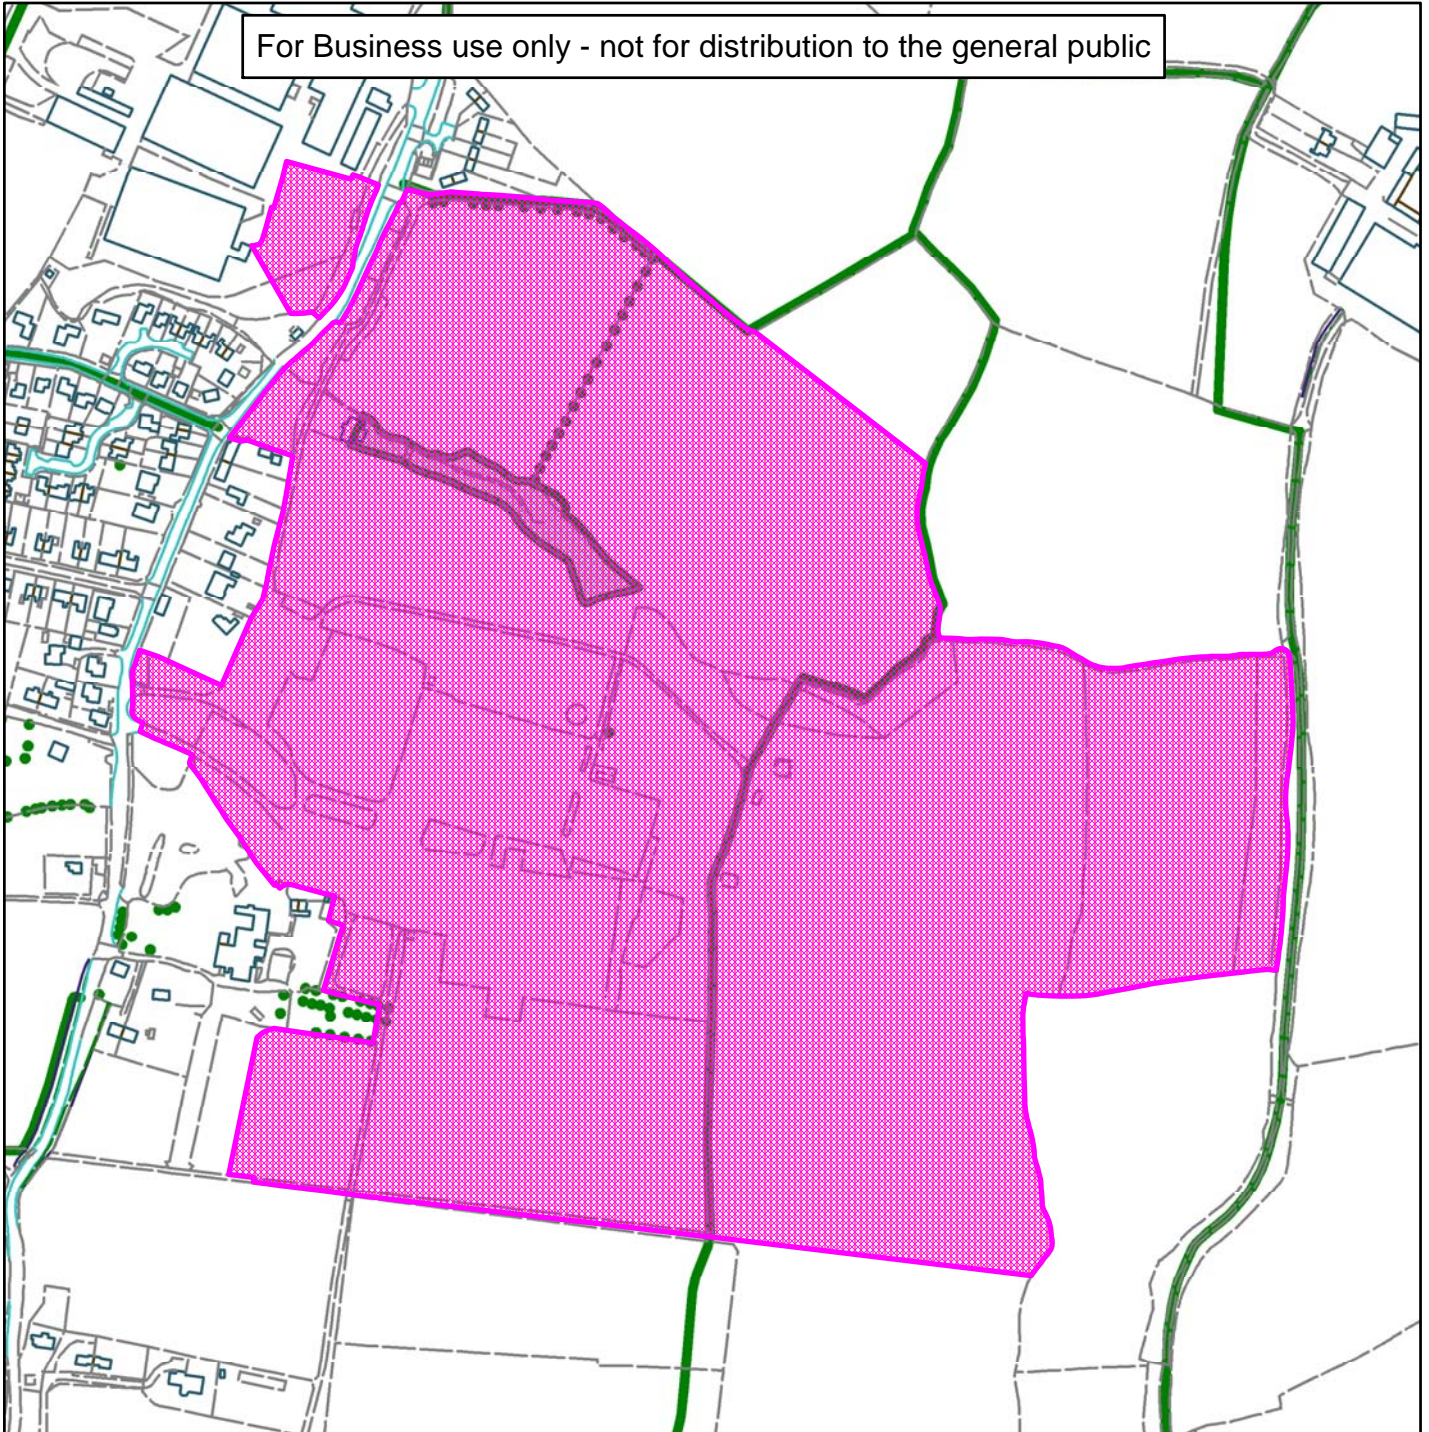 For Business use only - not for distribution to the general public